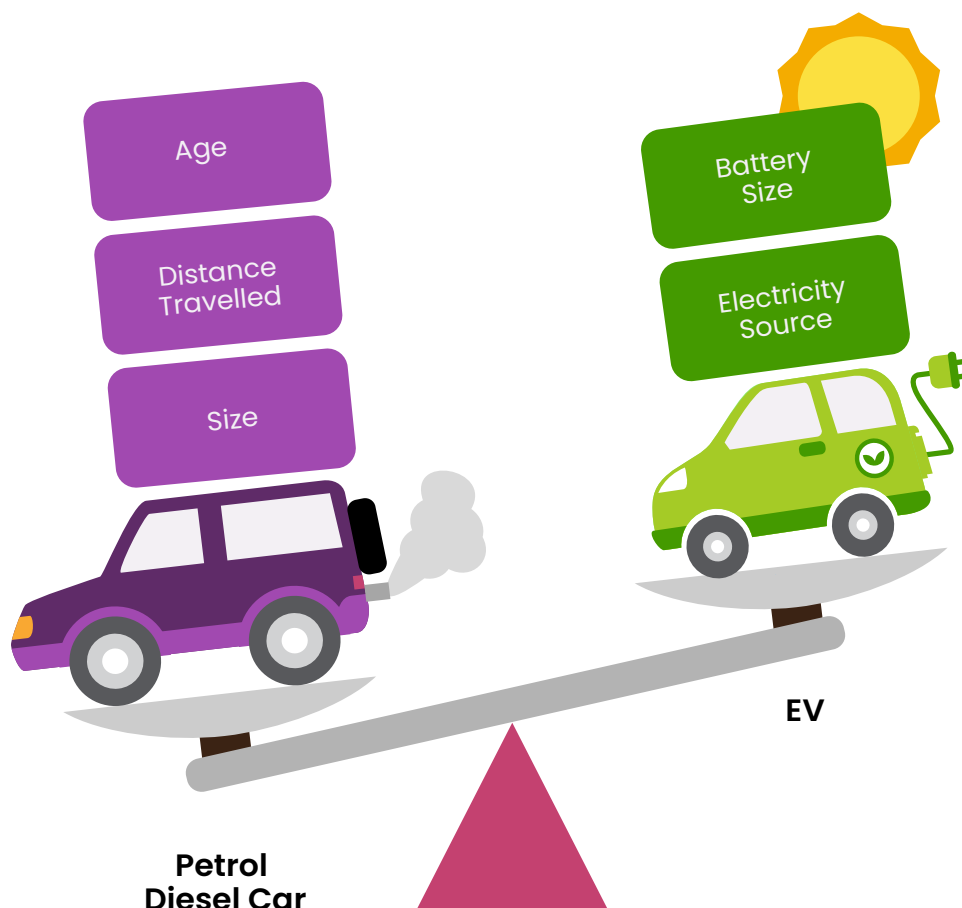 Age
Distance
Travelled
Size
Battery
Size
Electricity
Source
EV
Petrol
Diesel Car